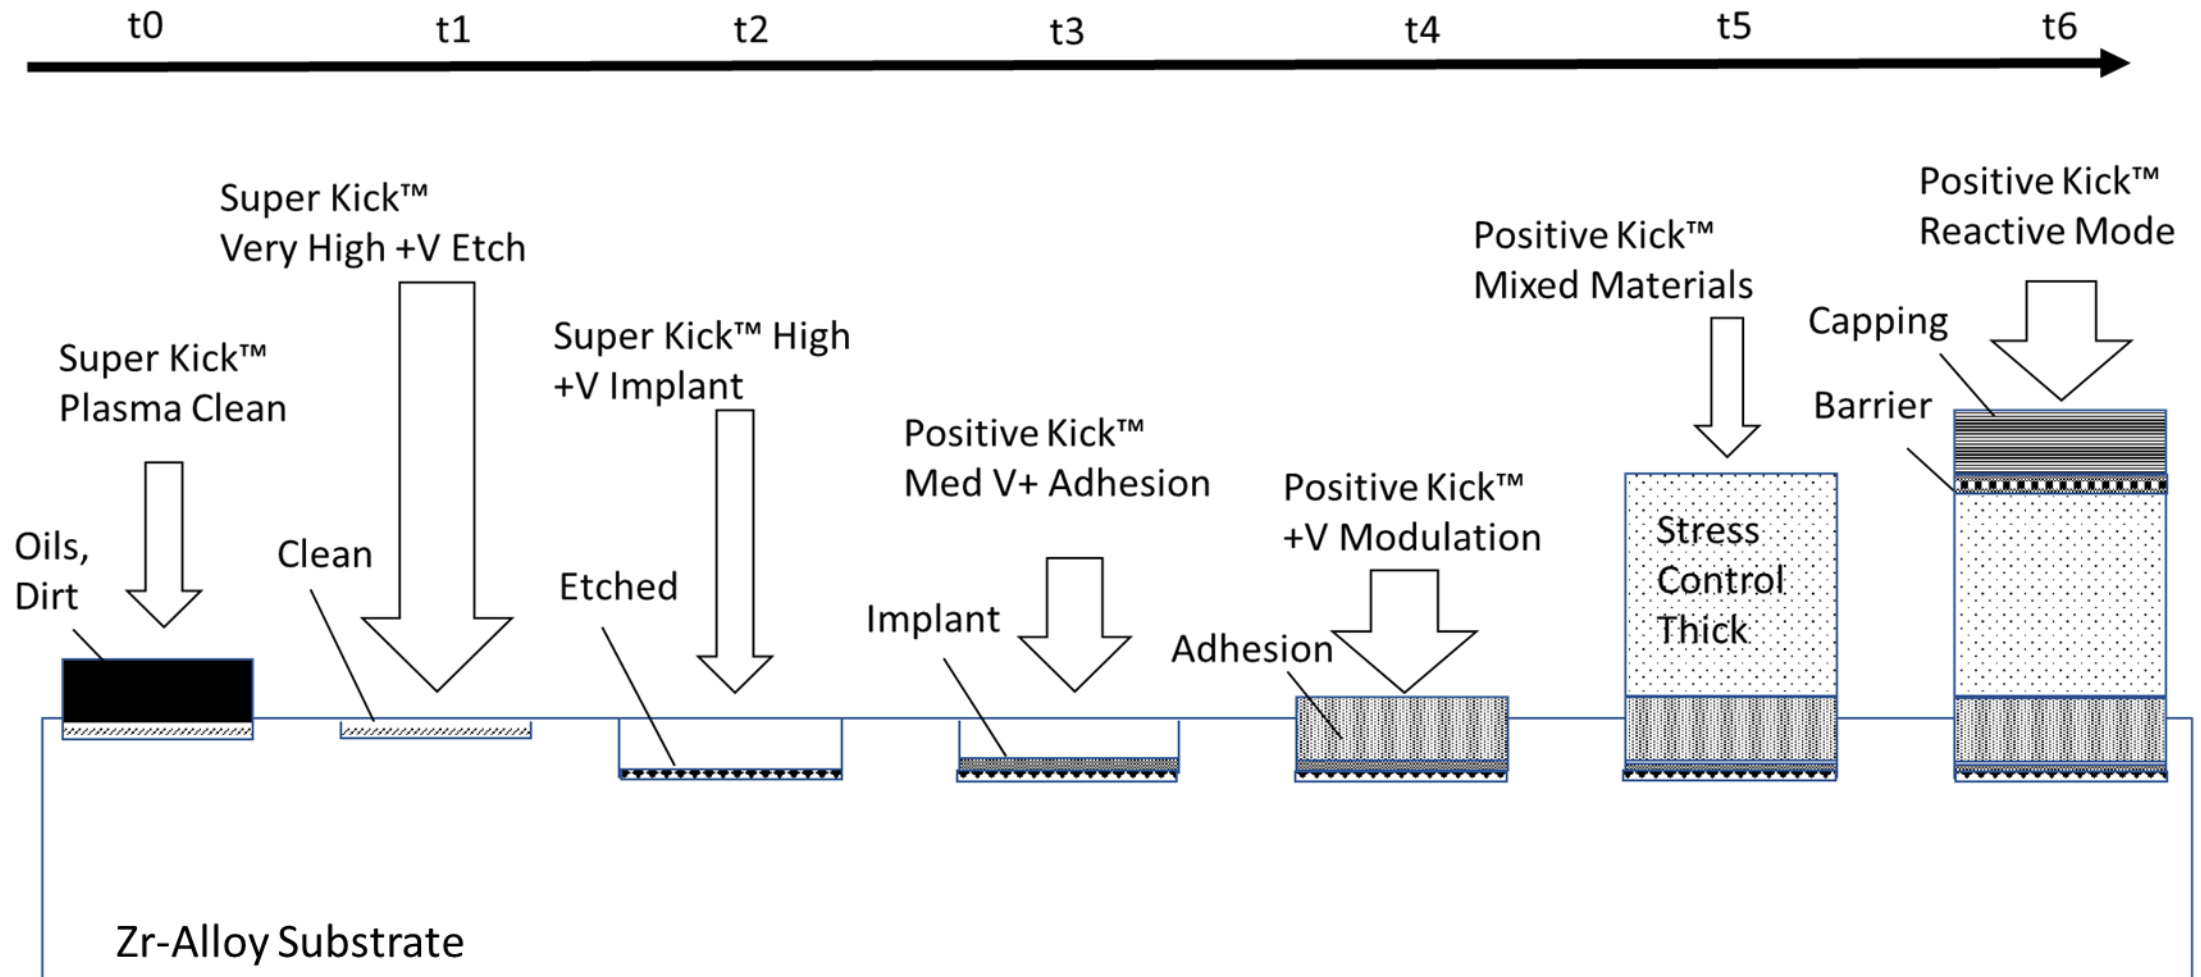 t0
t1
t2
t3
t4
t5
t6
Super Kick™
Plasma Clean
Oils,
Dirt
Super Kick™
Very High +V Etch
Clean
Super Kick™ High
+V Implant
Etched
Positive Kick™
Med V+ Adhesion
Implant
Positive Kick™
+V Modulation
Adhesion
Positive Kick™
Mixed Materials
Stress
Control
Thick
Positive Kick™
Reactive Mode
Capping
Barrier
Zr-Alloy Substrate